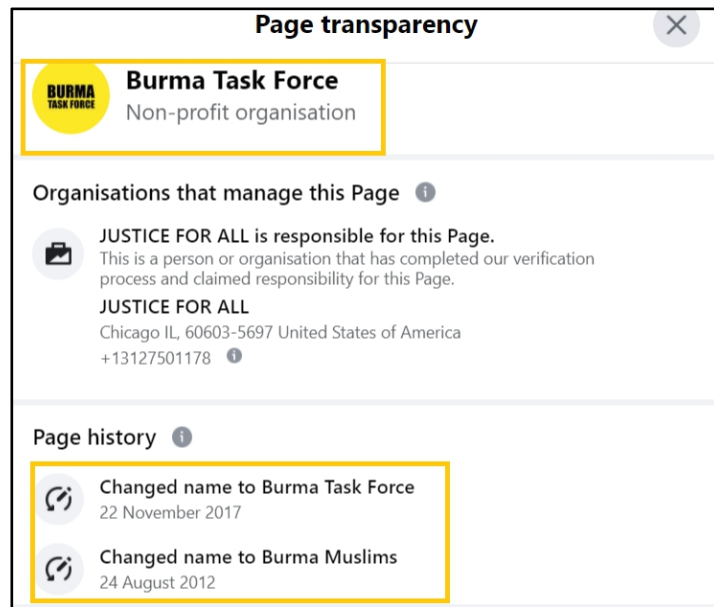 Page transparency
BURMA
TASK FORCE
Burma Task Force
Non-profit organisation
Organisations that manage this Page
JUSTICE FOR ALL is responsible for this Page.
This is a person or organisation that has completed our verification
process and claimed responsibility for this Page.
JUSTICE FOR ALL
Chicago IL, 60603-5697 United States of America
+13127501178
Page history
Changed name to Burma Task Force
22 November 2017
Changed name to Burma Muslims
24 August 2012